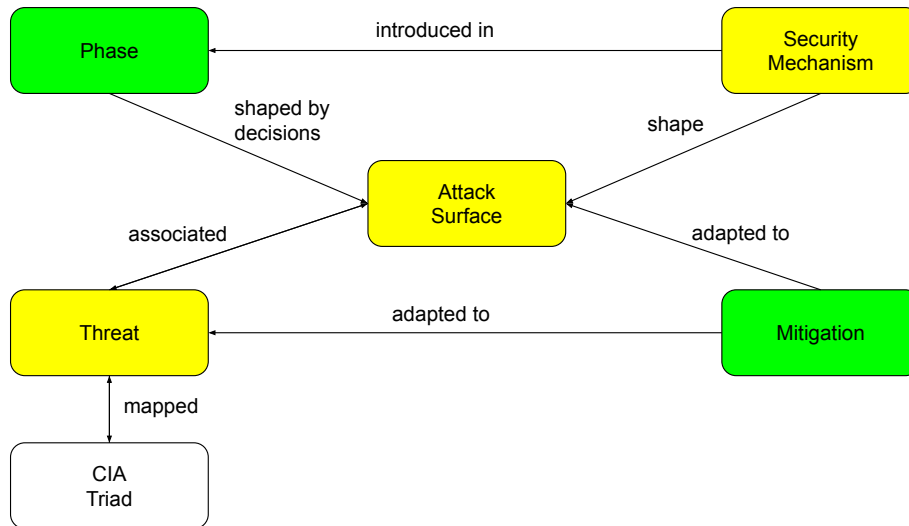 introduced in
Phase
Security
Mechanism
shaped by
decisions
shape
Attack
Surface
associated
adapted to
adapted to
Threat
Mitigation
mapped
CIA
Triad